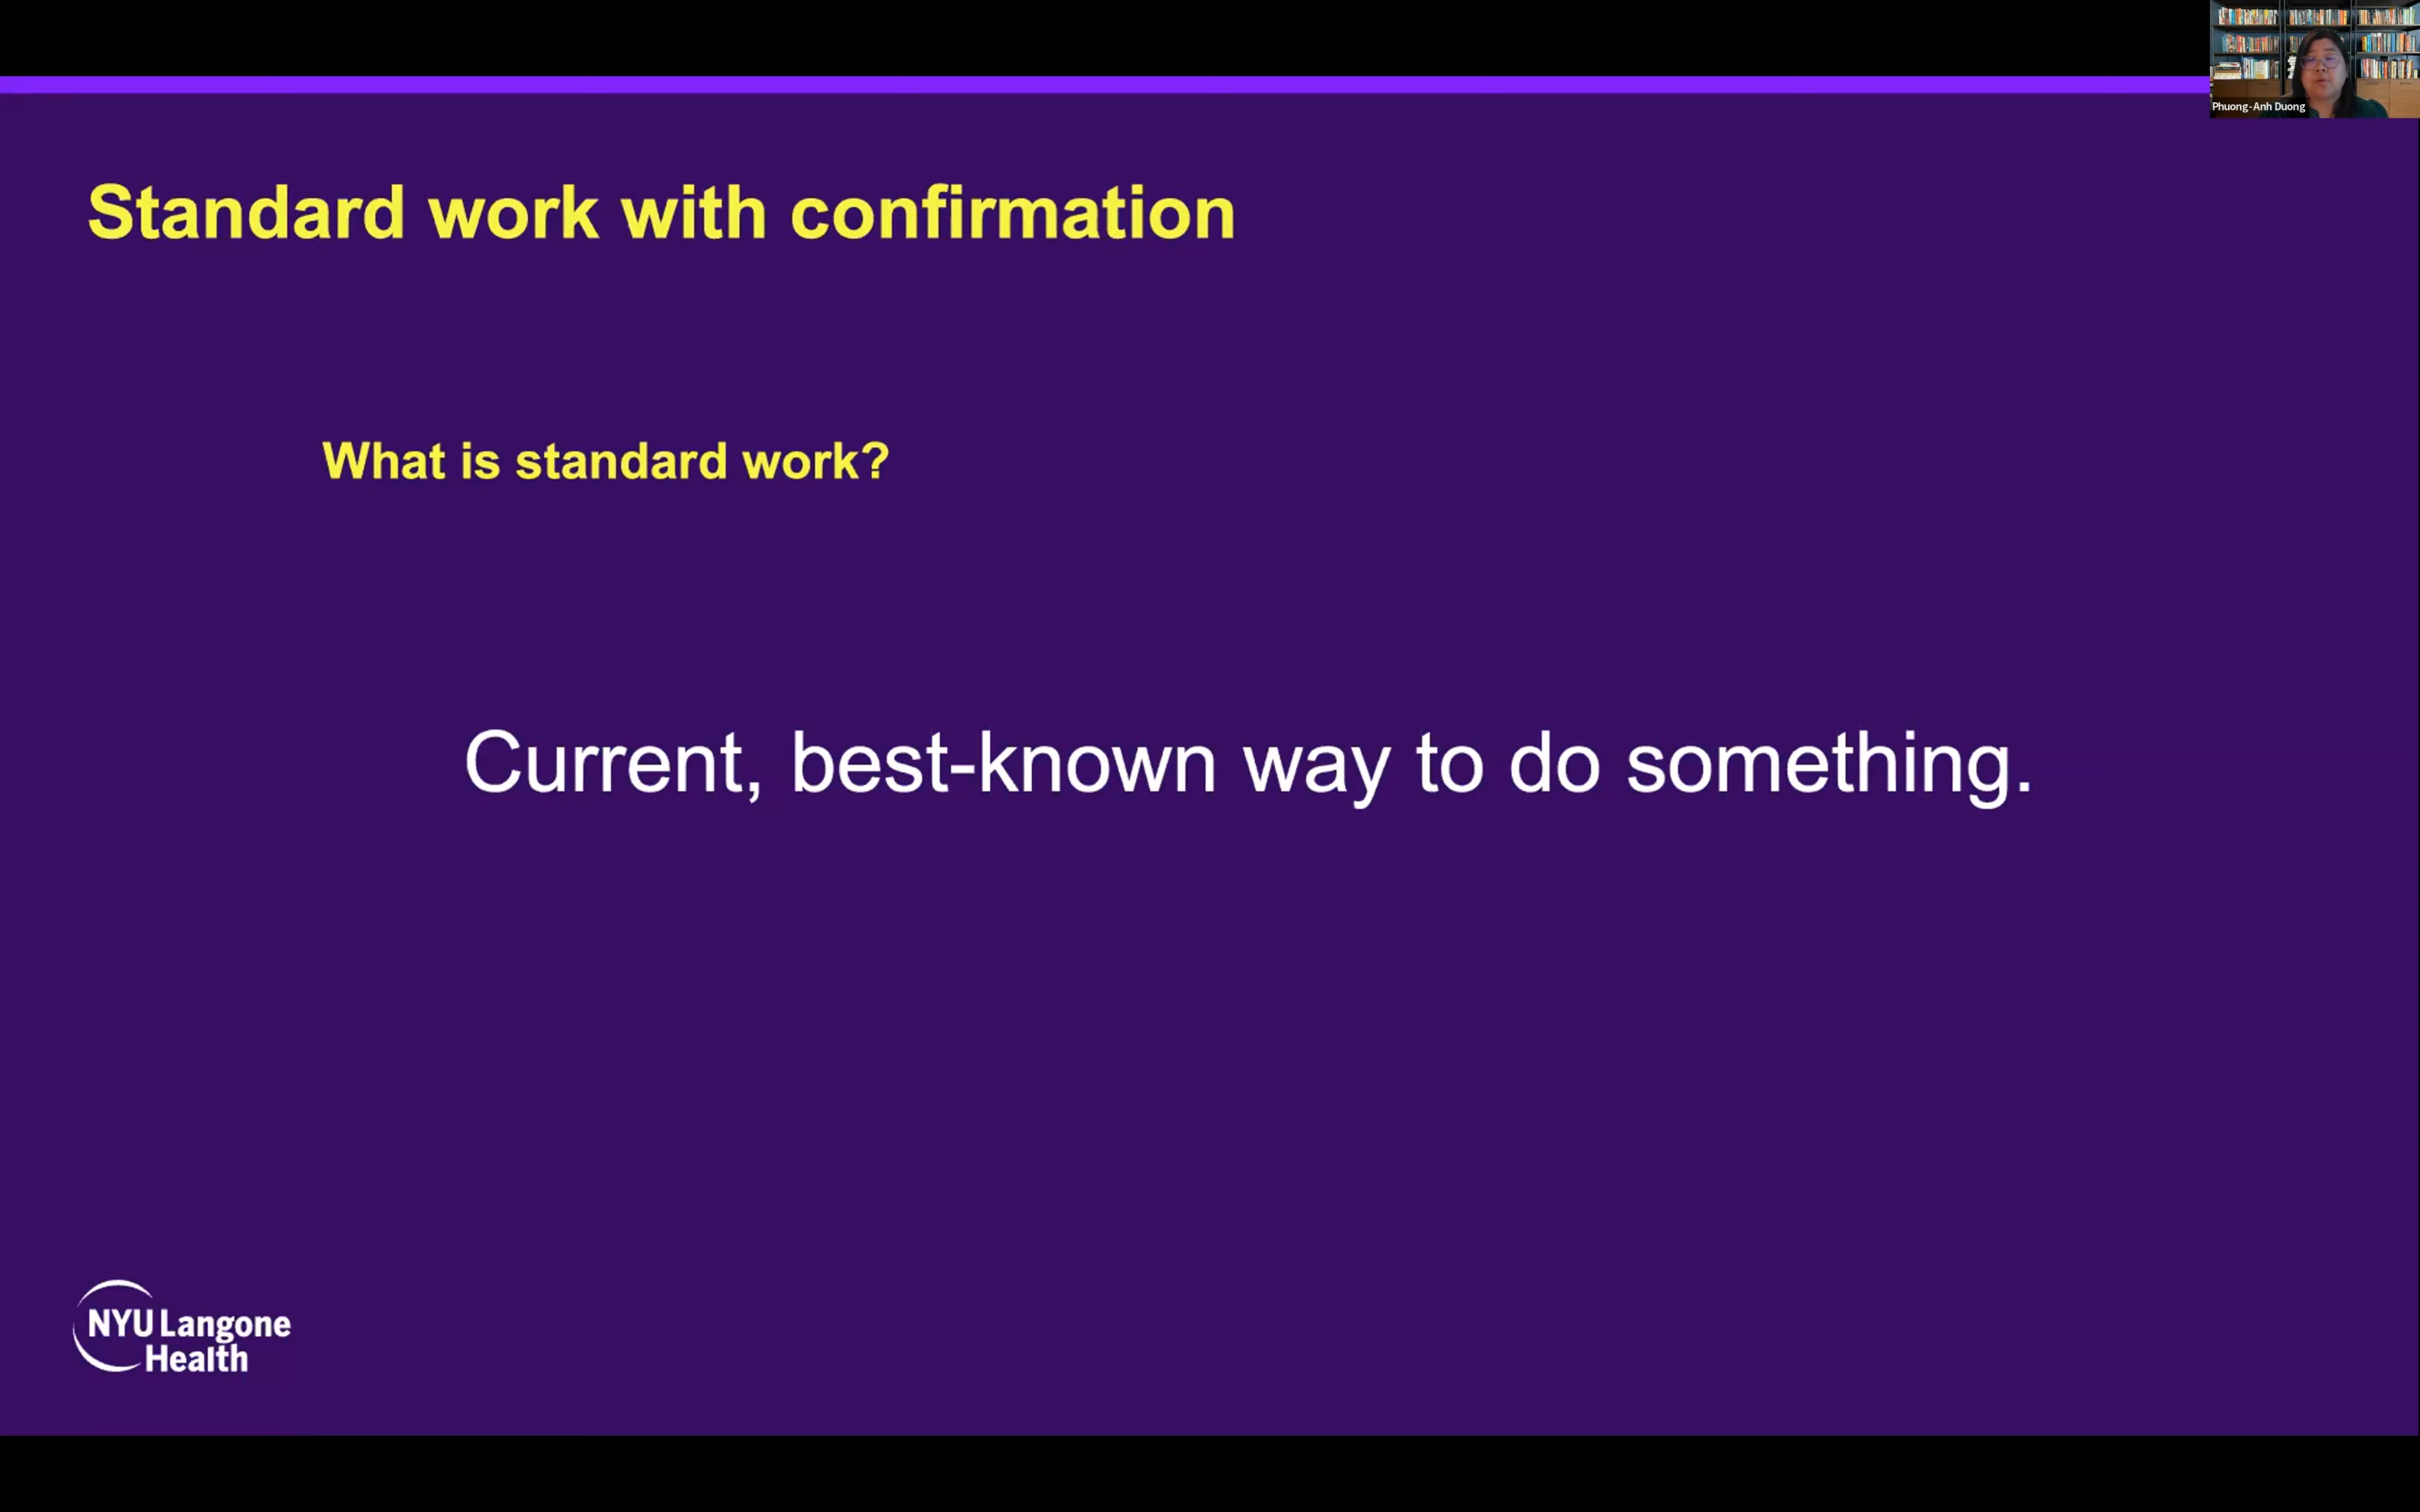 Phuong-Anh Duong
Standard work with confirmation
What is standard work?
Current, best-known way to do something.
NYU Langone
Health